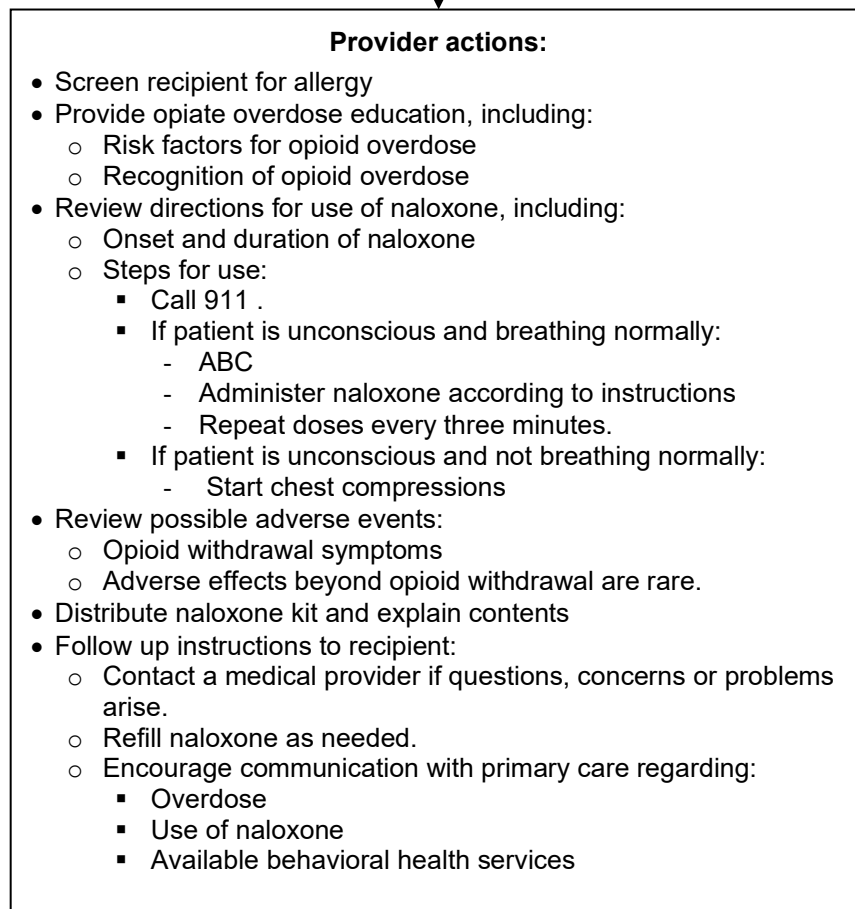 Provider actions:
• Screen recipient for allergy
• Provide opiate overdose education, including:
o Risk factors for opioid overdose
o Recognition of opioid overdose
• Review directions for use of naloxone, including:
o Onset and duration of naloxone
o Steps for use:
▪ Call 911 .
▪ If patient is unconscious and breathing normally:
- ABC
- Administer naloxone according to instructions
- Repeat doses every three minutes.
▪ If patient is unconscious and not breathing normally:
- Start chest compressions
• Review possible adverse events:
o Opioid withdrawal symptoms
o Adverse effects beyond opioid withdrawal are rare.
• Distribute naloxone kit and explain contents
• Follow up instructions to recipient:
o Contact a medical provider if questions, concerns or problems
arise.
o Refill naloxone as needed.
o Encourage communication with primary care regarding:
▪ Overdose
▪ Use of naloxone
▪ Available behavioral health services